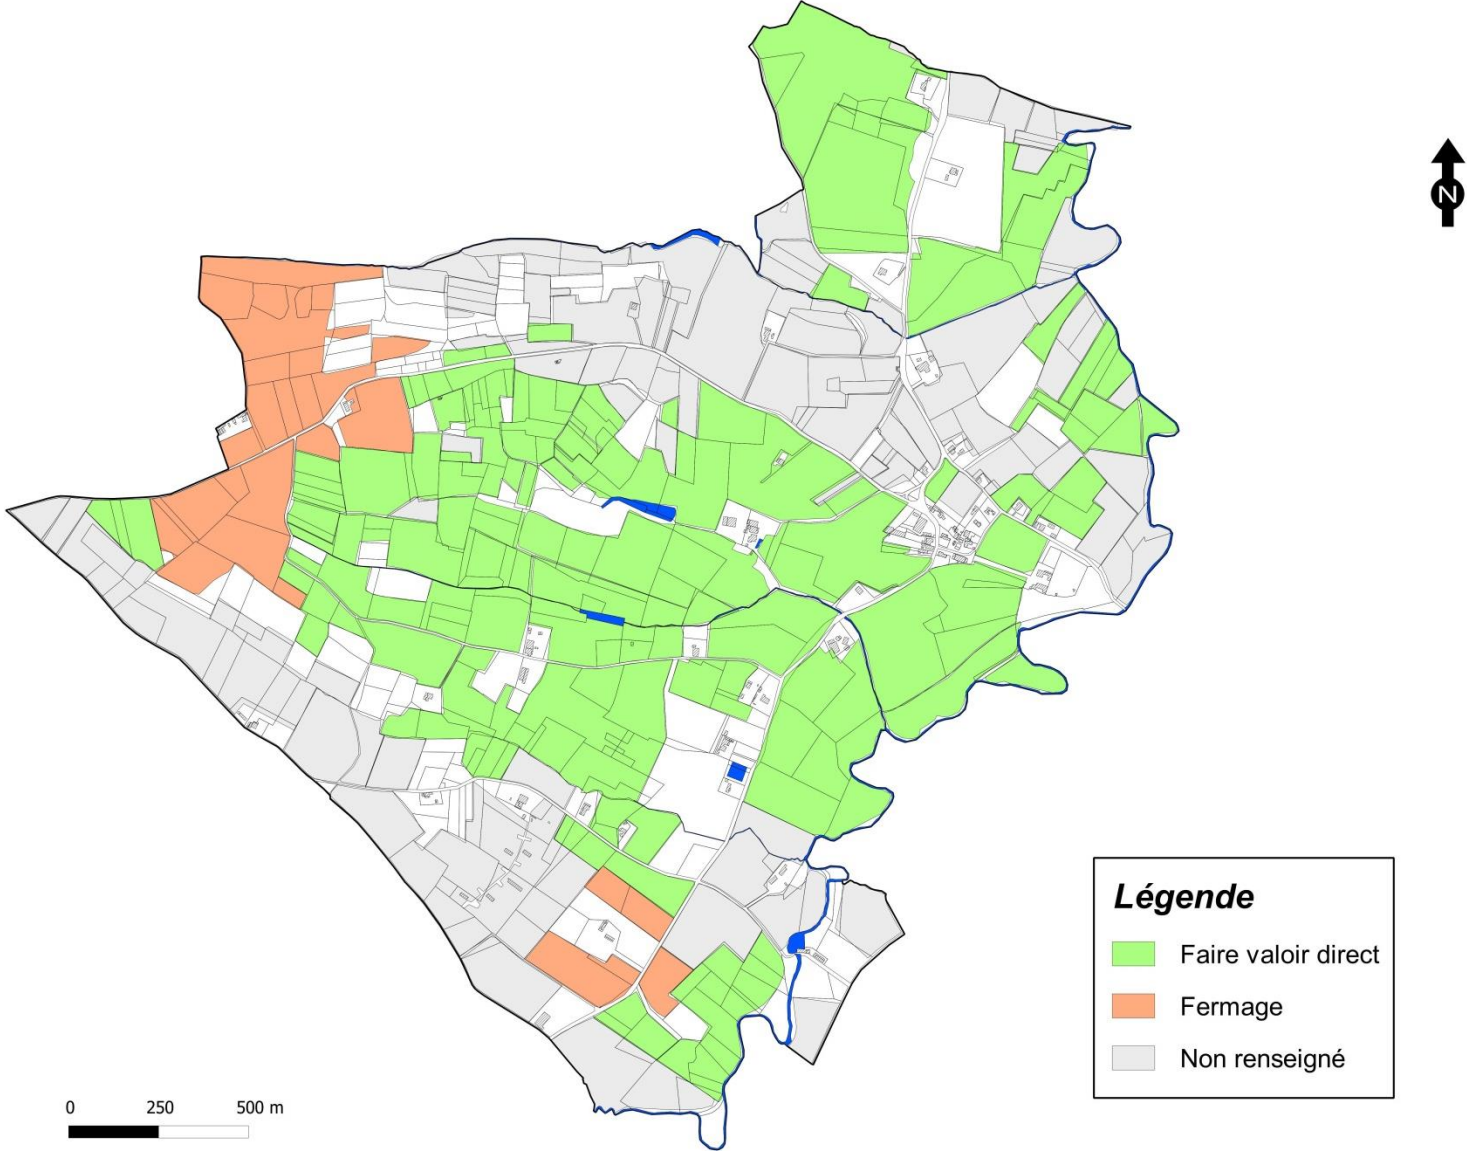 N
Légende
Faire valoir direct
Fermage
Non renseigné
0 250 500 m